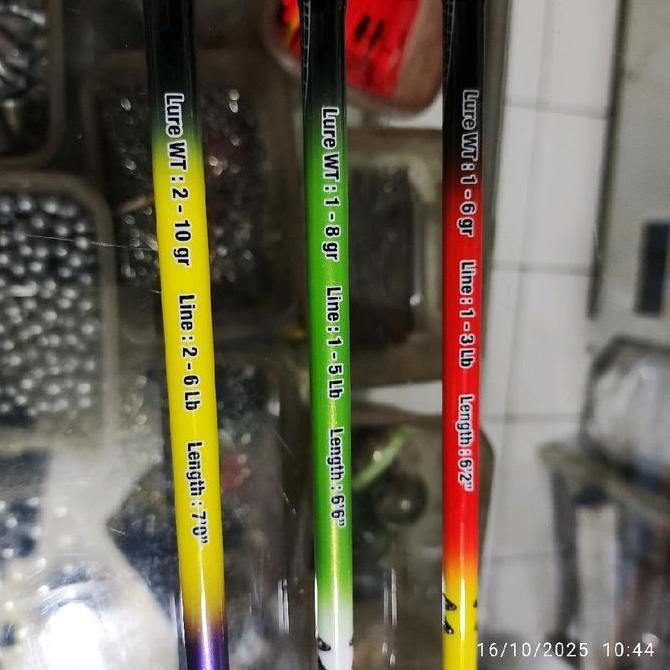 Lure WT : 2 - 10 gr Line : 2 - 6 Lb Length : 7'0"
Lure WT : 1 - 8 gr Line : 1 - 5 Lb Length : 6'6"
Lure WT : 1 - 6 gr Line : 1 - 3 Lb Length : 6'2"
16/10/2025 10:44